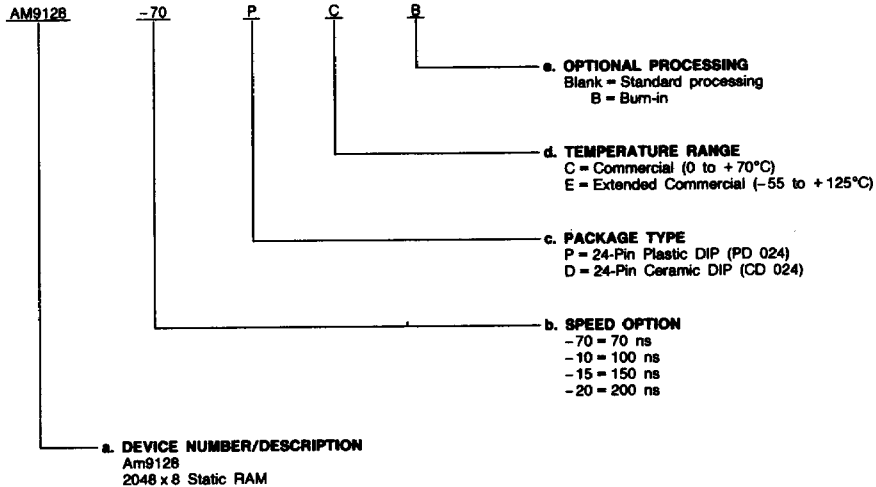 AM9128 -70 P C B
e. OPTIONAL PROCESSING
Blank = Standard processing
B = Burn-in
d. TEMPERATURE RANGE
C = Commercial (0 to +70°C)
E = Extended Commercial (-55 to +125°C)
c. PACKAGE TYPE
P = 24-Pin Plastic DIP (PD 024)
D = 24-Pin Ceramic DIP (CD 024)
b. SPEED OPTION
-70 = 70 ns
-10 = 100 ns
-15 = 150 ns
-20 = 200 ns
a. DEVICE NUMBER/DESCRIPTION
Am9128
2048 x 8 Static RAM